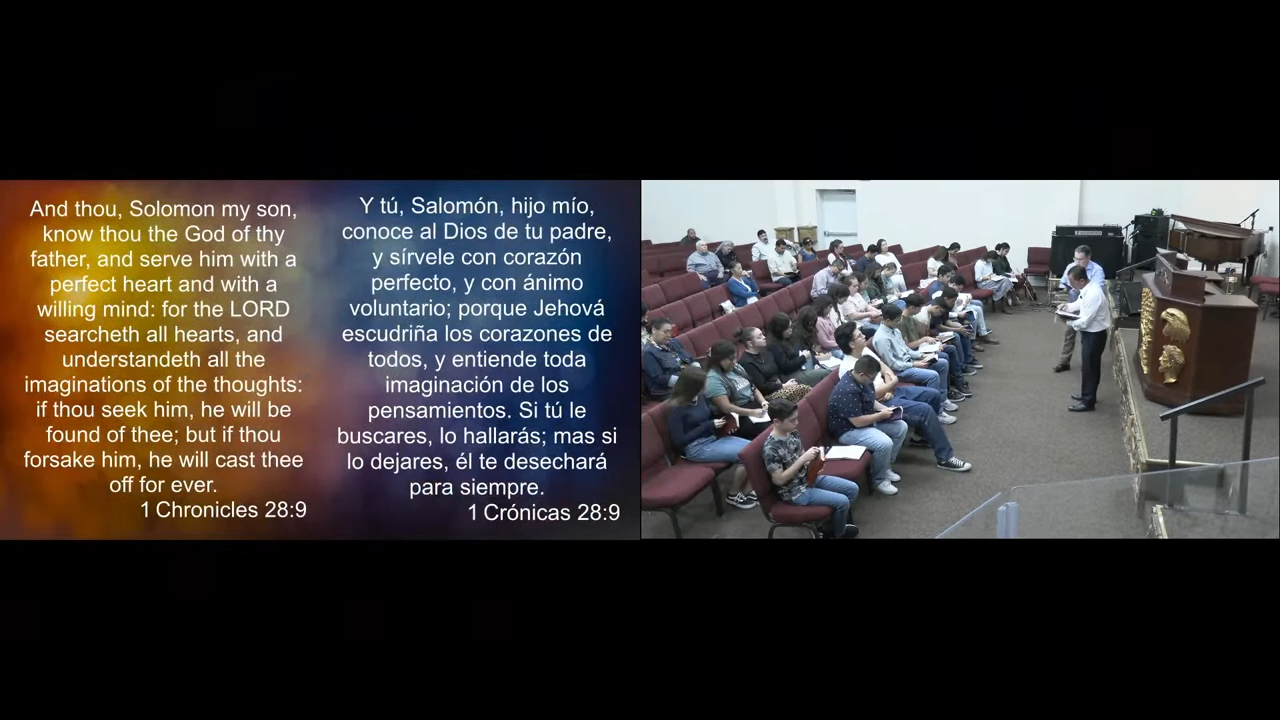 And thou, Solomon my son,
know thou the God of thy
father, and serve him with a
perfect heart and with a
willing mind: for the LORD
searcheth all hearts, and
understandeth all the
imaginations of the thoughts:
if thou seek him, he will be
found of thee; but if thou
forsake him, he will cast thee
off for ever.
1 Chronicles 28:9
Y tú, Salomón, hijo mío,
conoce al Dios de tu padre,
y sírvele con corazón
perfecto, y con ánimo
voluntario; porque Jehová
escudriña los corazones de
todos, y entiende toda
imaginación de los
pensamientos. Si tú le
buscares, lo hallarás; mas si
lo dejares, él te desechará
para siempre.
1 Crónicas 28:9